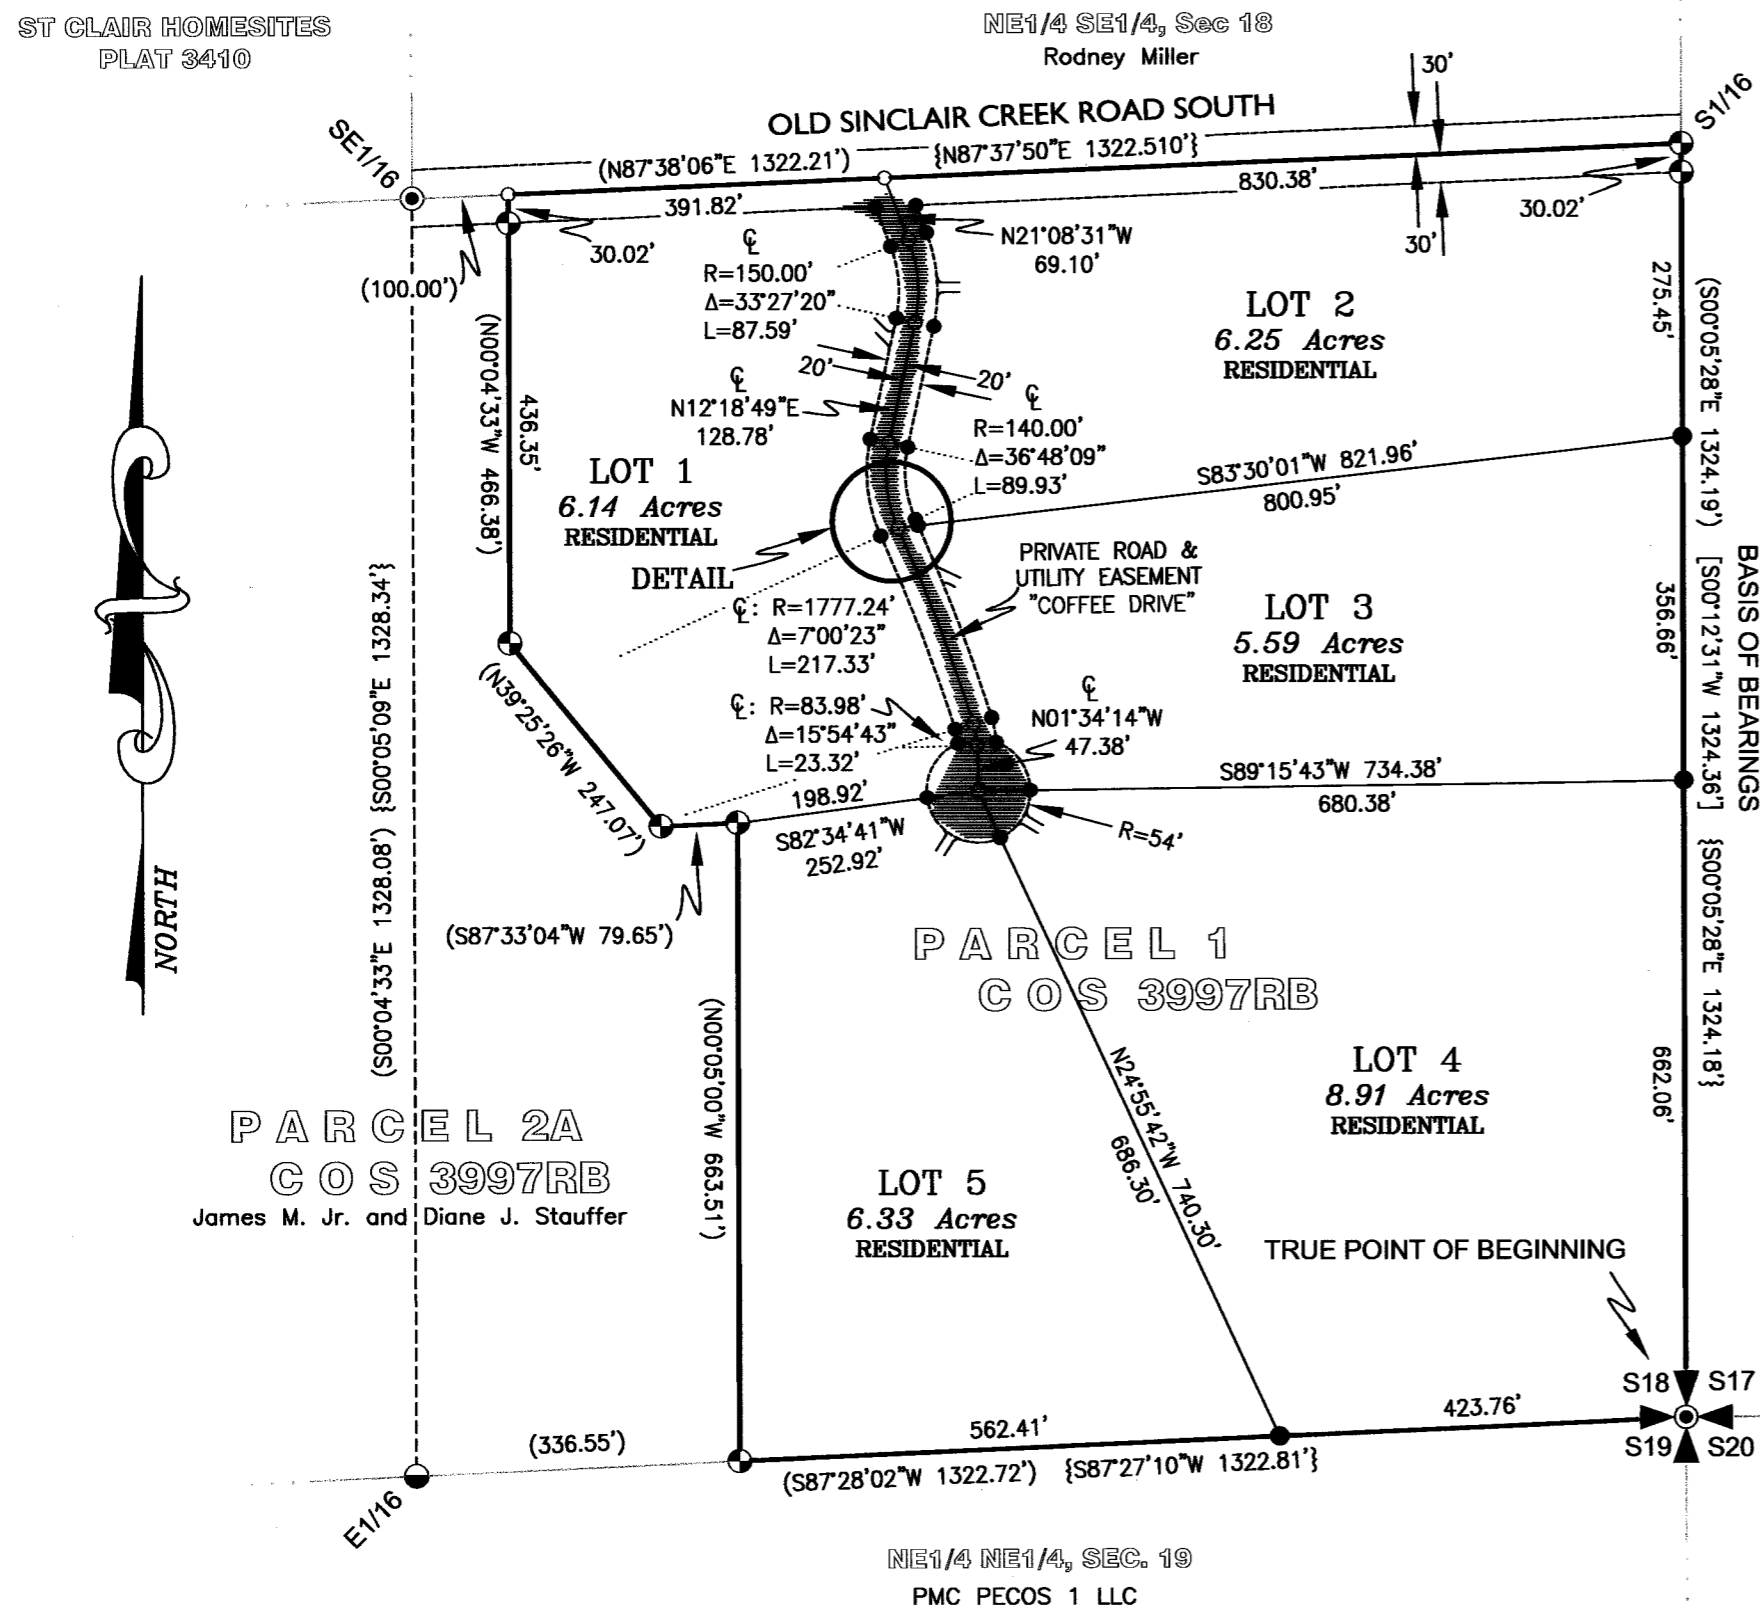 ST CLAIR HOMESITES
PLAT 3410
NE1/4 SE1/4, Sec 18
Rodney Miller
30'
S1/16
OLD SINCLAIR CREEK ROAD SOUTH
SE1/16
(N87°38'06"E 1322.21')
{N87°37'50"E 1322.510'}
391.82'
830.38'
30.02'
30.02'
30'
(100.00')
N21°08'31"W
69.10'
℄
R=150.00'
Δ=33°27'20"
L=87.59'
20'
20'
℄
N12°18'49"E
128.78'
℄
R=140.00'
Δ=36°48'09"
L=89.93'
LOT 2
6.25 Acres
RESIDENTIAL
275.45'
(S00°05'28"E 1324.19')
[S00°12'31"W 1324.36']
{S00°05'28"E 1324.18'}
BASIS OF BEARINGS
(N00°04'33"W 466.38')
436.35'
LOT 1
6.14 Acres
RESIDENTIAL
DETAIL
S83°30'01"W 821.96'
800.95'
PRIVATE ROAD &
UTILITY EASEMENT
"COFFEE DRIVE"
℄: R=1777.24'
Δ=7°00'23"
L=217.33'
LOT 3
5.59 Acres
RESIDENTIAL
356.66'
℄: R=83.98'
Δ=15°54'43"
L=23.32'
℄
N01°34'14"W
47.38'
(N39°25'26"W 247.07')
198.92'
S82°34'41"W
252.92'
S89°15'43"W 734.38'
680.38'
R=54'
(S87°33'04"W 79.65')
NORTH
(S00°04'33"E 1328.08')
{S00°05'09"E 1328.34'}
PARCEL 1
COS 3997RB
(N00°05'00"W 663.51')
N24°55'42"W 740.30'
686.30'
LOT 4
8.91 Acres
RESIDENTIAL
662.06'
PARCEL 2A
COS 3997RB
James M. Jr. and Diane J. Stauffer
LOT 5
6.33 Acres
RESIDENTIAL
TRUE POINT OF BEGINNING
S18
S17
S19
S20
(336.55')
562.41'
423.76'
(S87°28'02"W 1322.72')
{S87°27'10"W 1322.81'}
E1/16
NE1/4 NE1/4, SEC. 19
PMC PECOS 1 LLC